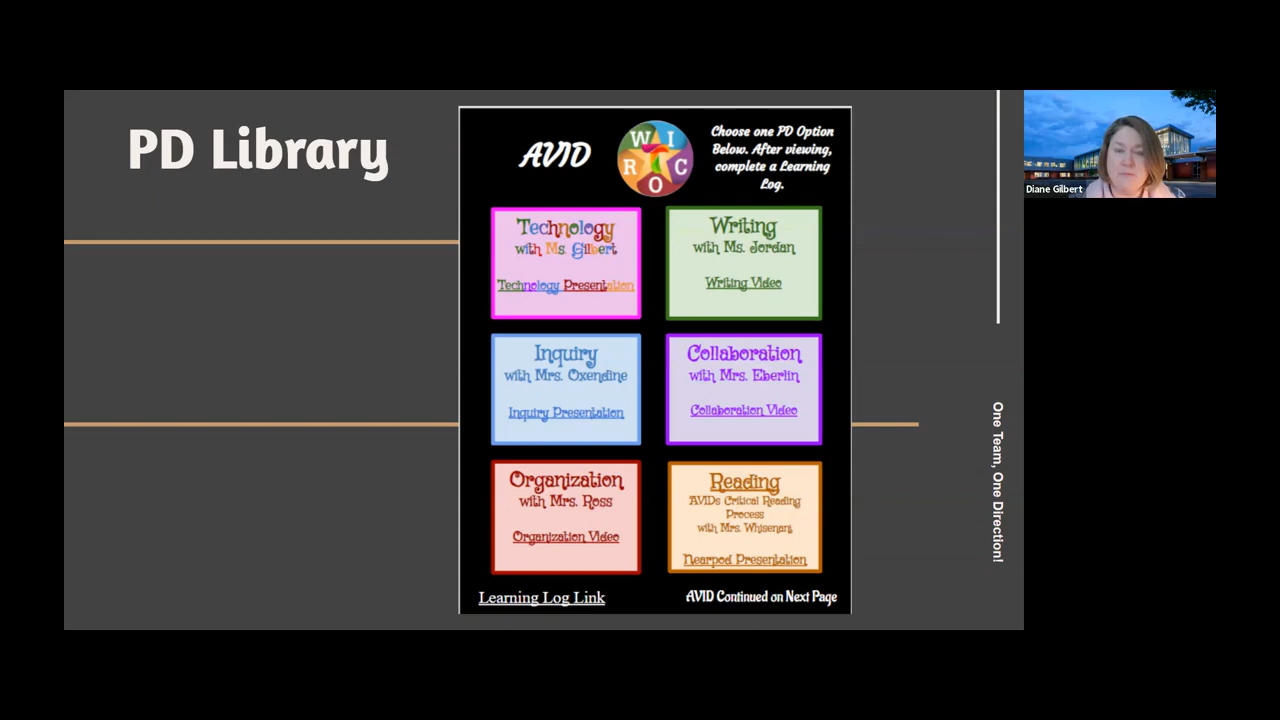 PD Library
AVID
W I
R C
O
Choose one PD Option
Below. After viewing,
complete a Learning
Log.
Technology
with Ms. Gilbert
Technology Presentation
Writing
with Ms. Jordan
Writing Video
Inquiry
with Mrs. Oxendine
Inquiry Presentation
Collaboration
with Mrs. Eberlin
Collaboration Video
Organization
with Mrs. Ross
Organization Video
Reading
AVIDs Critical Reading
Process
with Mrs. Whisenant
Nearpod Presentation
Learning Log Link
AVID Continued on Next Page
One Team, One Direction!
Diane Gilbert